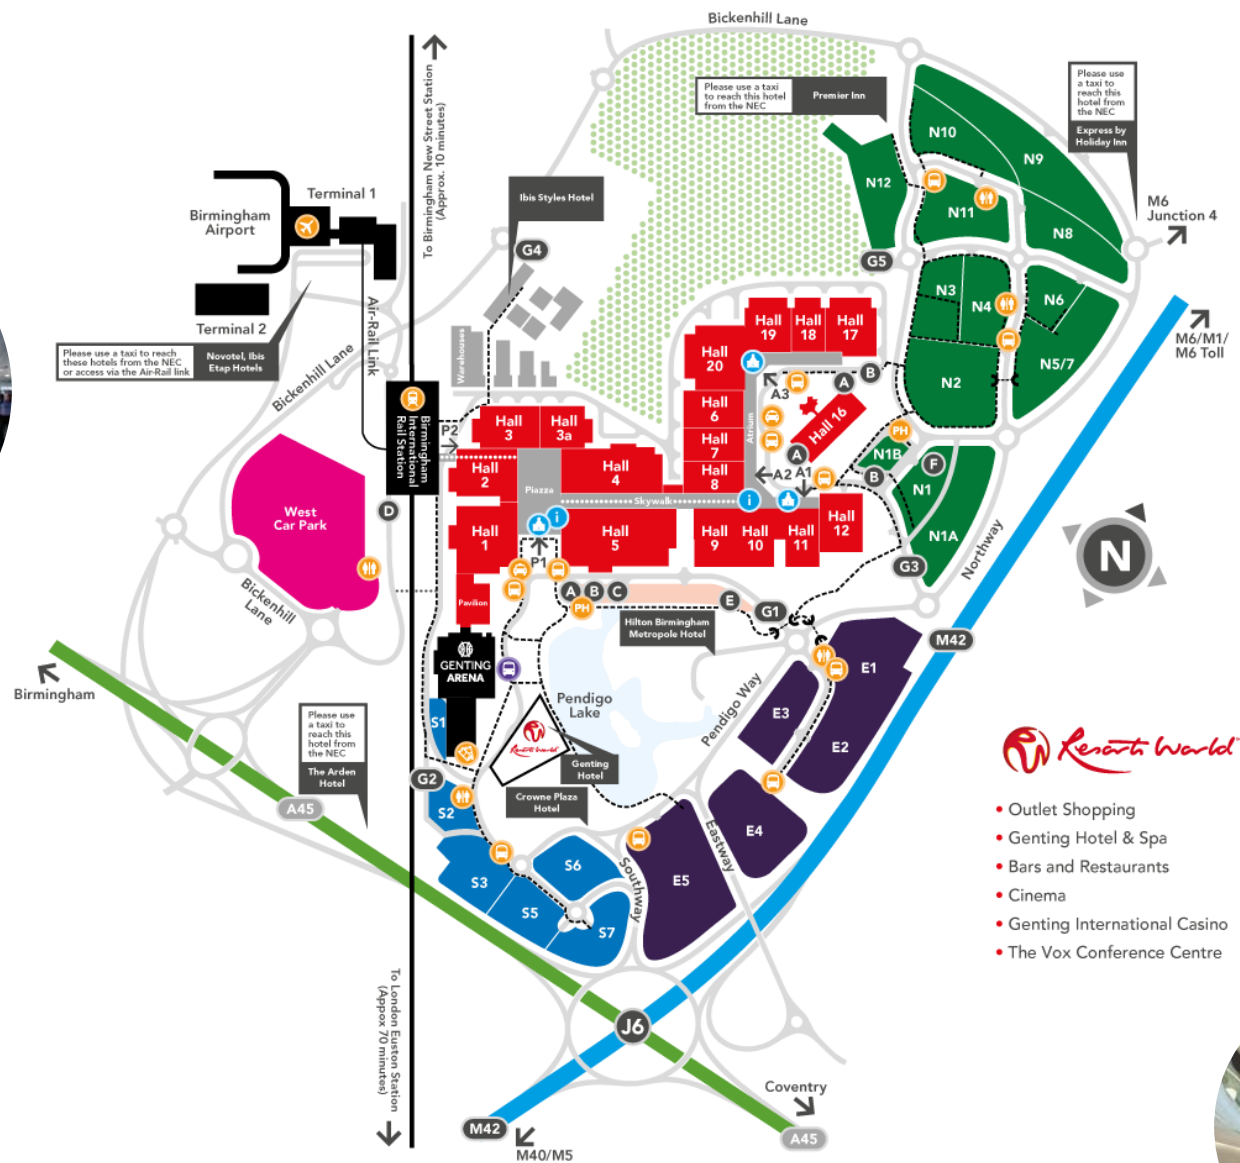 Bickenhill Lane
To Birmingham New Street Station
(Approx. 10 minutes)
Please use a taxi
to reach this hotel
from the NEC
Premier Inn
Please use
a taxi to
reach this
hotel from
the NEC
Express by
Holiday Inn
N10
N9
N12
N11
N8
M6
Junction 4
Terminal 1
Birmingham
Airport
Ibis Styles Hotel
G4
G5
N3
N4
N6
N5/7
N2
Terminal 2
Air-Rail Link
Please use a taxi to reach
these hotels from the NEC
or access via the Air-Rail link
Novotel, Ibis
Etap Hotels
Bickenhill Lane
Warehouses
M6/M1/
M6 Toll
Hall
19
Hall
18
Hall
17
Hall
20
A3
A
B
Hall
6
Hall
7
Hall
8
Atrium
Hall 16
A
A2
A1
PH
N1B
B
F
N1
N1A
Birmingham
International
Rail Station
P2
Hall
3
Hall
3a
Hall
2
Hall
4
Piazza
Skywalk
i
i
Hall
1
Hall
5
Hall
9
Hall
10
Hall
11
Hall
12
P1
West
Car Park
D
Bickenhill
Lane
Pavilion
GENTING
ARENA
A
B
C
PH
E
G1
G3
Northway
N
Hilton Birmingham
Metropole Hotel
M42
E1
E3
E2
E4
E5
Pendigo
Lake
Pendigo Way
Birmingham
Please use
a taxi to
reach this
hotel from
the NEC
The Arden
Hotel
A45
S1
G2
S2
Resorts World
Genting
Hotel
Crowne Plaza
Hotel
S6
S3
S5
S7
Southway
Eastway
Resorts World
• Outlet Shopping
• Genting Hotel & Spa
• Bars and Restaurants
• Cinema
• Genting International Casino
• The Vox Conference Centre
To London Euston Station
(Appox 70 minutes)
J6
Coventry
A45
M42
M40/M5